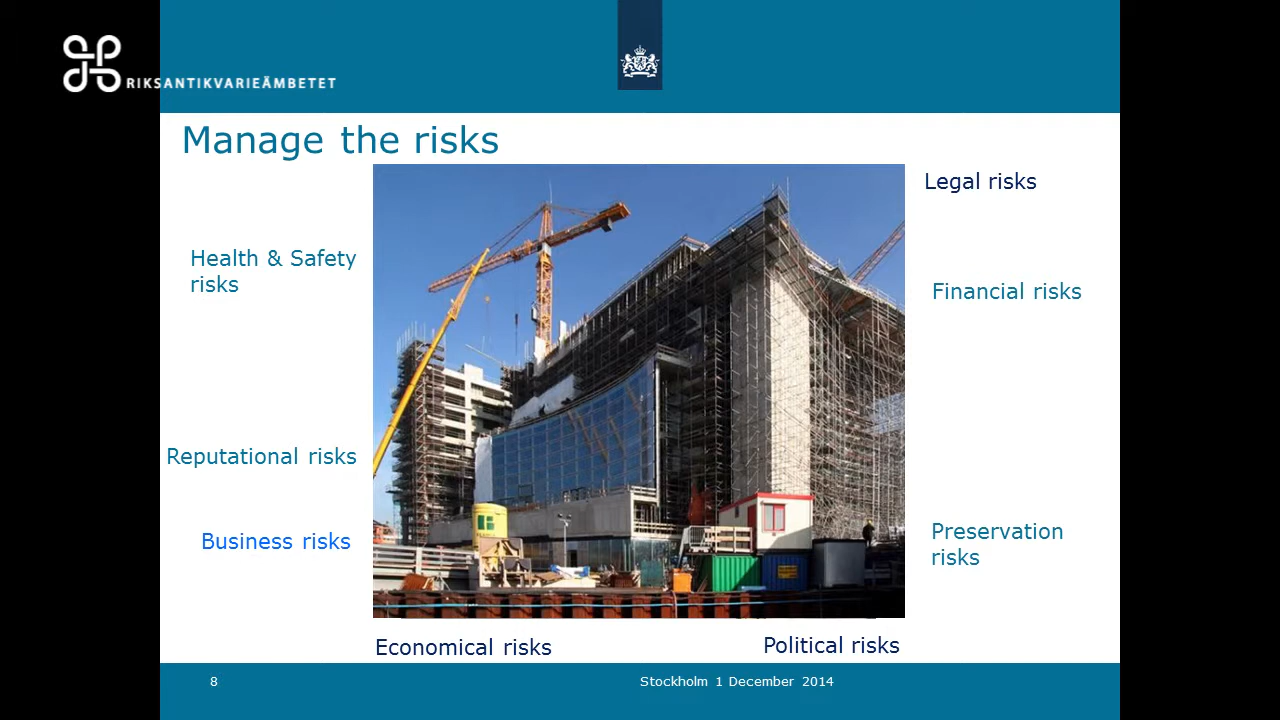 RIKSANTIKVARIEÄMBETET
Manage the risks
Legal risks
Health & Safety
risks
Financial risks
Reputational risks
Business risks
Preservation
risks
Economical risks
Political risks
8
Stockholm 1 December 2014